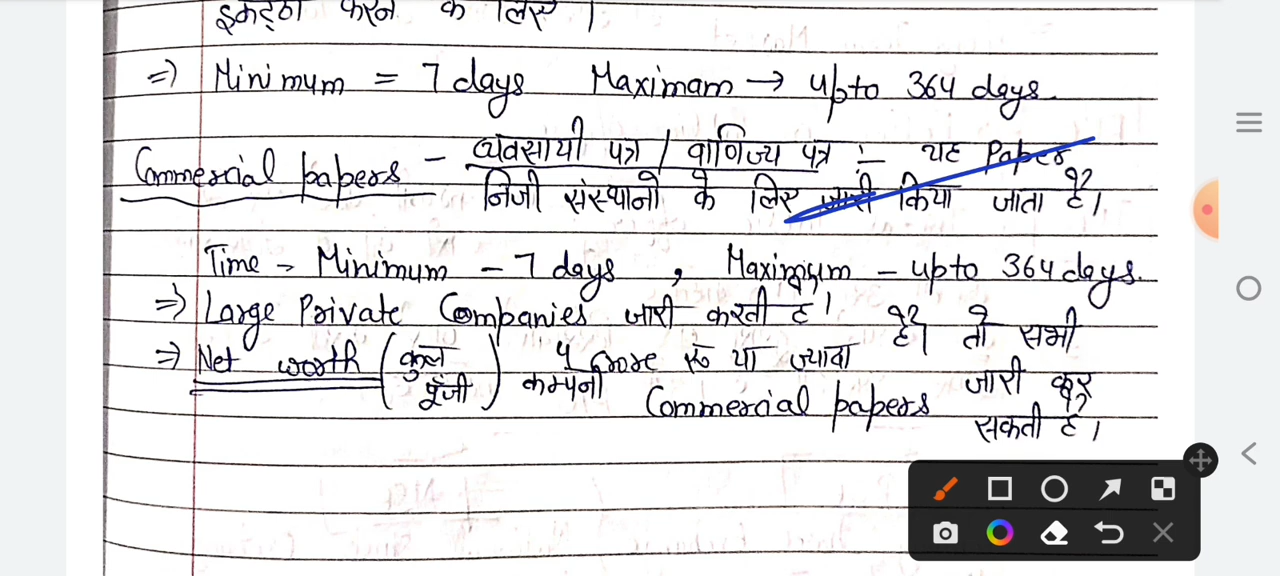 इकट्ठा करने के लिए।
⇒ Minimum = 7 days Maximam → upto 364 days
Commercial papers - व्यवसायी पत्र / वाणिज्य पत्र :- यह Paper
निजी संस्थानो के लिए जारी किया जाता है।
Time - Minimum - 7 days , Maximum - upto 364 days.
⇒ Large Private Companies जारी करती है।
⇒ Net worth (कुल पूँजी) 4 crore रू या ज्यादा है। तो सभी
कम्पनी Commercial papers जारी कर सकती है।